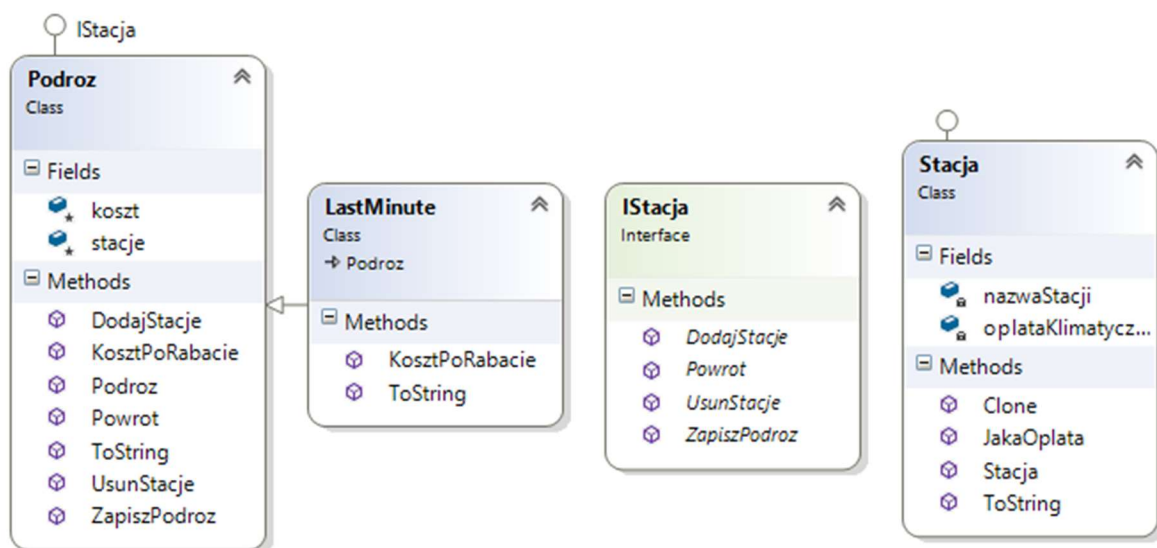 IStacja
Podroz
Class
Fields
koszt
stacje
Methods
DodajStacje
KosztPoRabacie
Podroz
Powrot
ToString
UsunStacje
ZapiszPodroz
LastMinute
Class
Podroz
Methods
KosztPoRabacie
ToString
IStacja
Interface
Methods
DodajStacje
Powrot
UsunStacje
ZapiszPodroz
Stacja
Class
Fields
nazwaStacji
oplataKlimatycz...
Methods
Clone
JakaOplata
Stacja
ToString